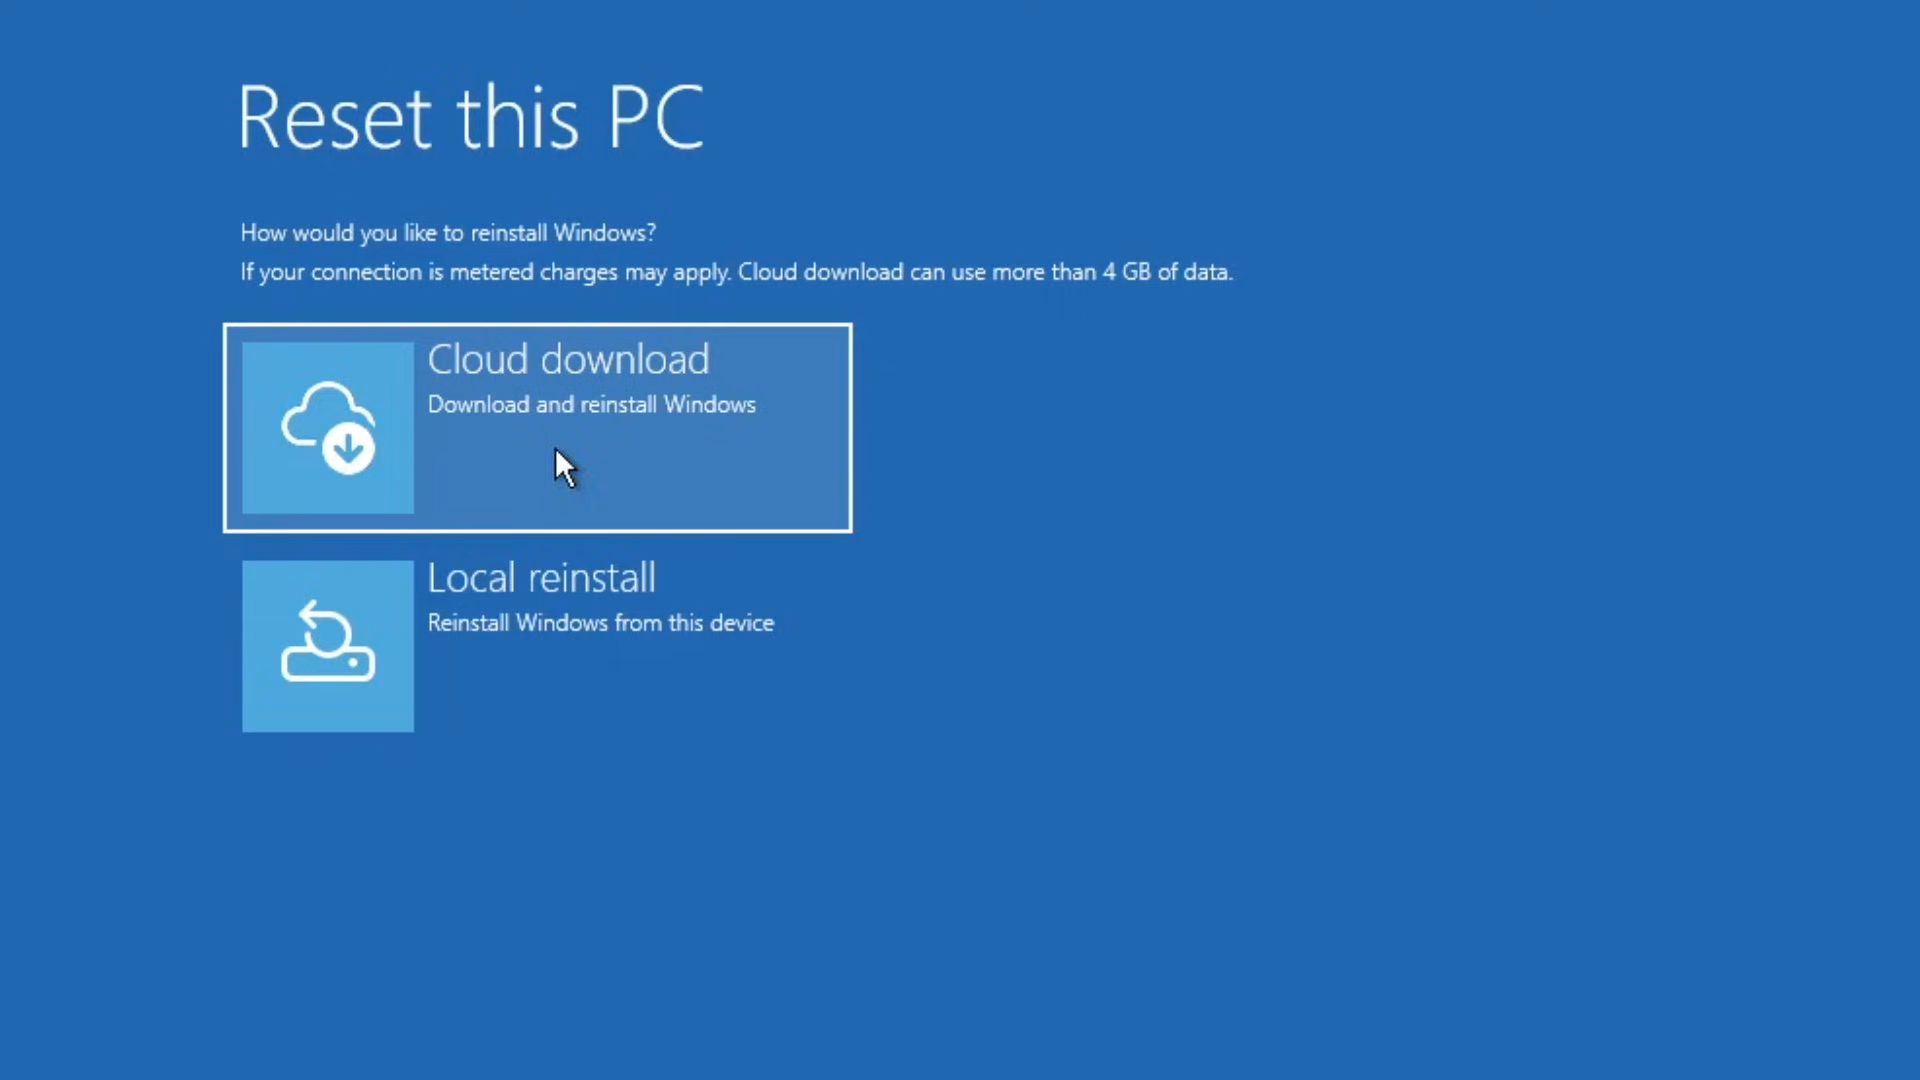 Reset this PC
How would you like to reinstall Windows?
If your connection is metered charges may apply. Cloud download can use more than 4 GB of data.
Cloud download
Download and reinstall Windows
Local reinstall
Reinstall Windows from this device